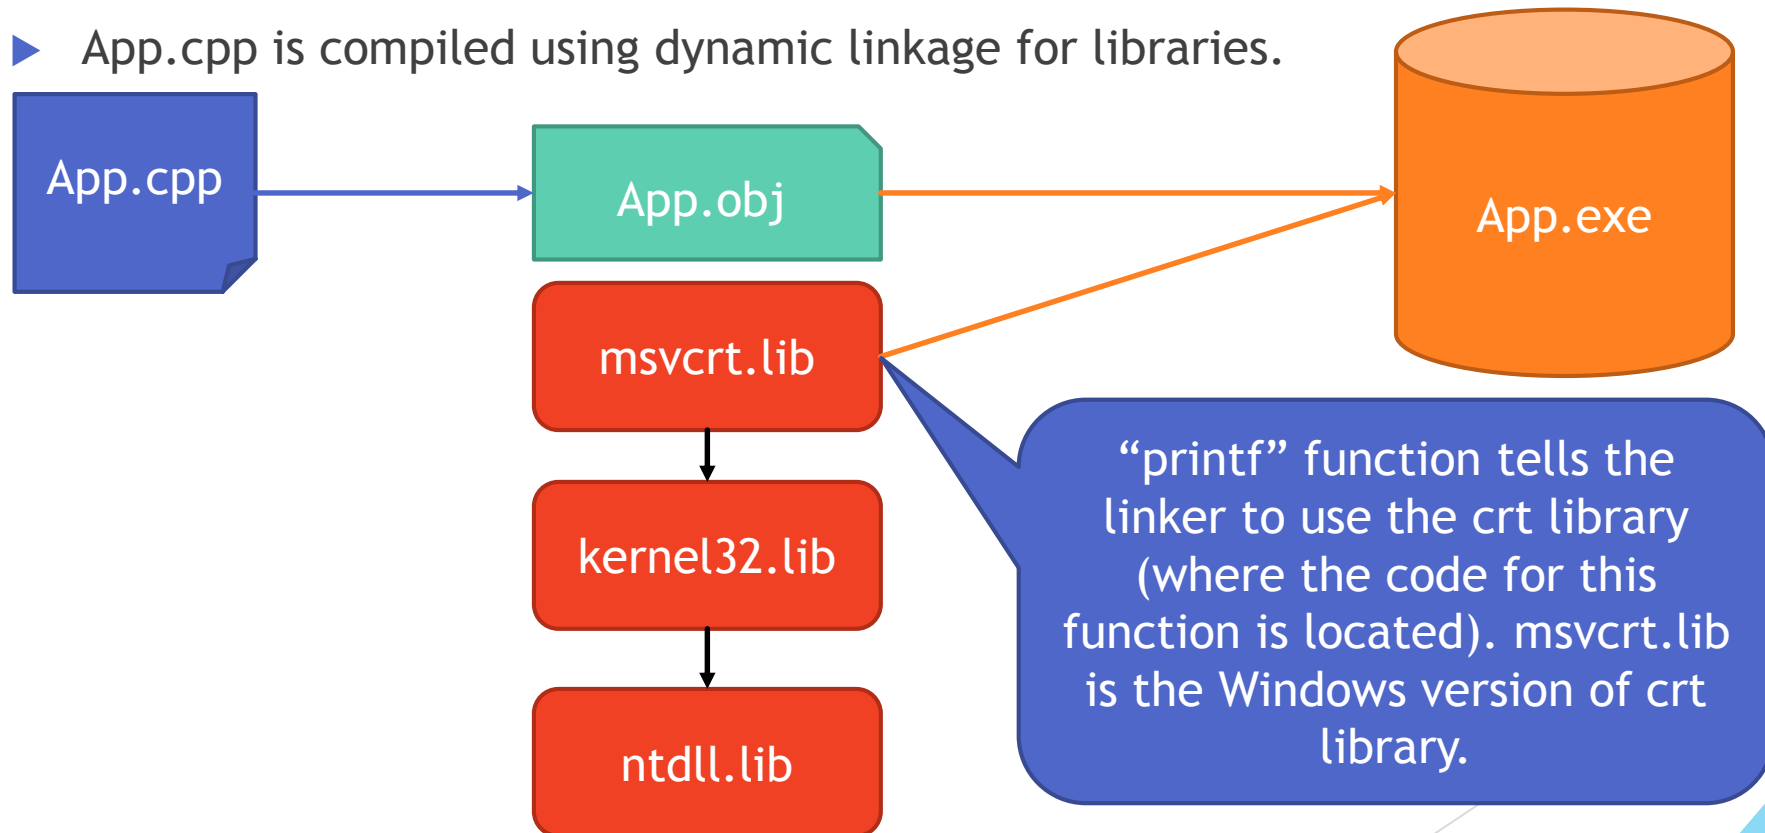 App.cpp is compiled using dynamic linkage for libraries.
App.cpp
App.obj
App.exe
msvcrt.lib
kernel32.lib
ntdll.lib
“printf” function tells the
linker to use the crt library
(where the code for this
function is located). msvcrt.lib
is the Windows version of crt
library.